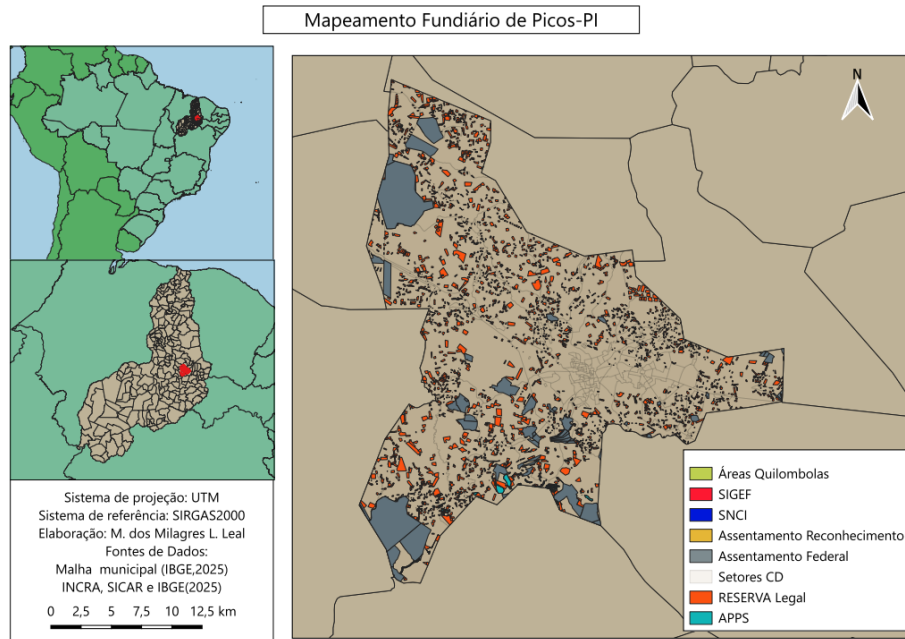 Mapeamento Fundiário de Picos-PI
N
Sistema de projeção: UTM
Sistema de referência: SIRGAS2000
Elaboração: M. dos Milagres L. Leal
Fontes de Dados:
Malha municipal (IBGE,2025)
INCRA, SICAR e IBGE(2025)
0 2,5 5 7,5 10 12,5 km
Áreas Quilombolas
SIGEF
SNCI
Assentamento Reconhecimento
Assentamento Federal
Setores CD
RESERVA Legal
APPS